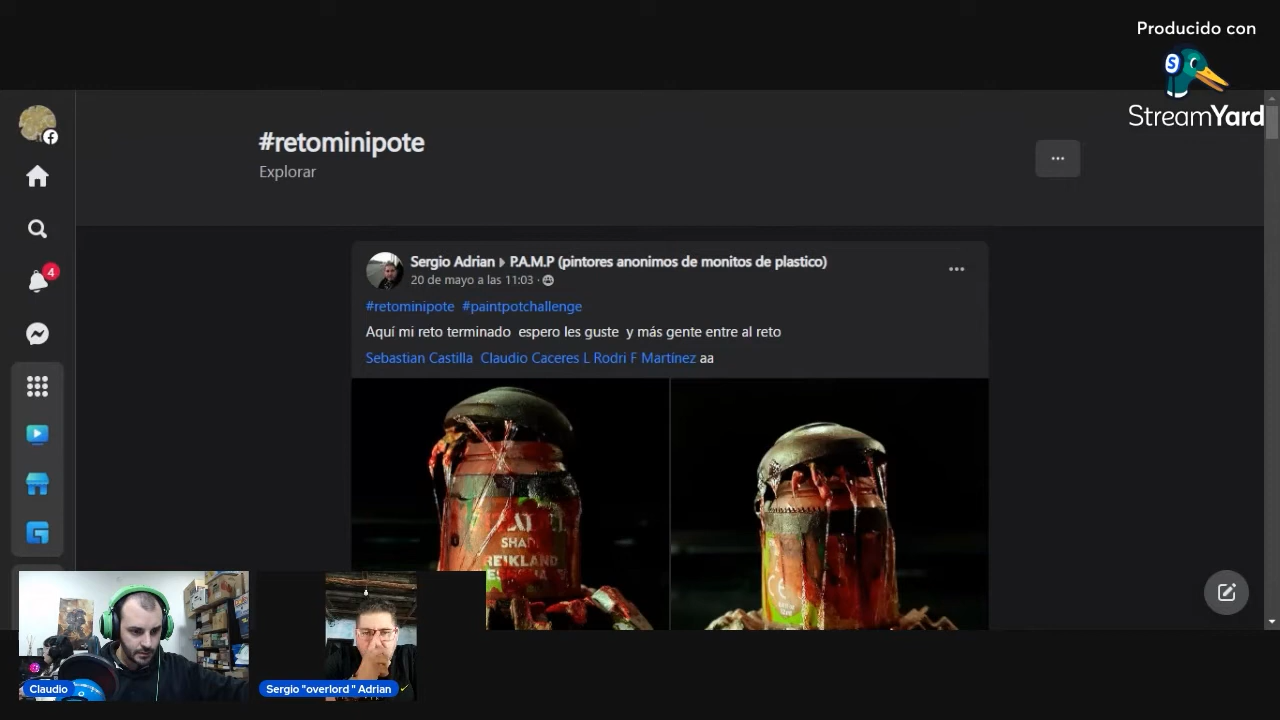 Producido con
StreamYard
#retominipote
Explorar
4
Sergio Adrian ▸ P.A.M.P (pintores anonimos de monitos de plastico)
20 de mayo a las 11:03 ·
#retominipote #paintpotchallenge
Aquí mi reto terminado espero les guste y más gente entre al reto
Sebastian Castilla Claudio Caceres L Rodri F Martínez aa
SHADE
REIKLAND
CE
Claudio
Sergio "overlord " Adrian